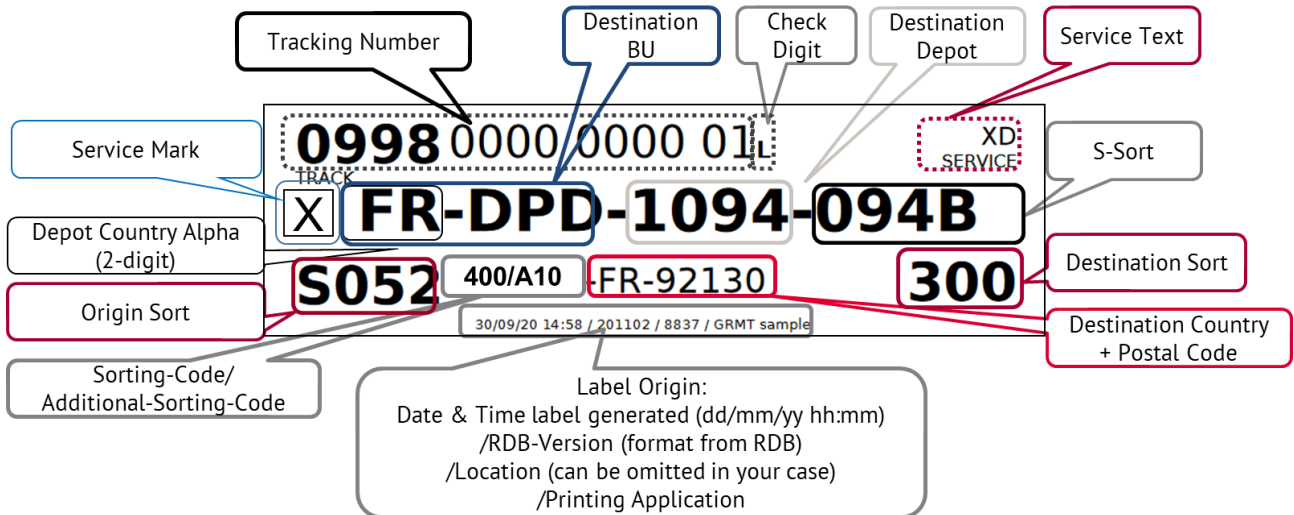 Tracking Number
Destination
BU
Check
Digit
Destination
Depot
Service Text
Service Mark
0998 0000 0000 01 L
XD
SERVICE
S-Sort
TRACK
X
FR-DPD-1094-094B
Depot Country Alpha
(2-digit)
S052
400/A10
-FR-92130
300
Destination Sort
Origin Sort
30/09/20 14:58 / 201102 / 8837 / GRMT sample
Destination Country
+ Postal Code
Sorting-Code/
Additional-Sorting-Code
Label Origin:
Date & Time label generated (dd/mm/yy hh:mm)
/RDB-Version (format from RDB)
/Location (can be omitted in your case)
/Printing Application